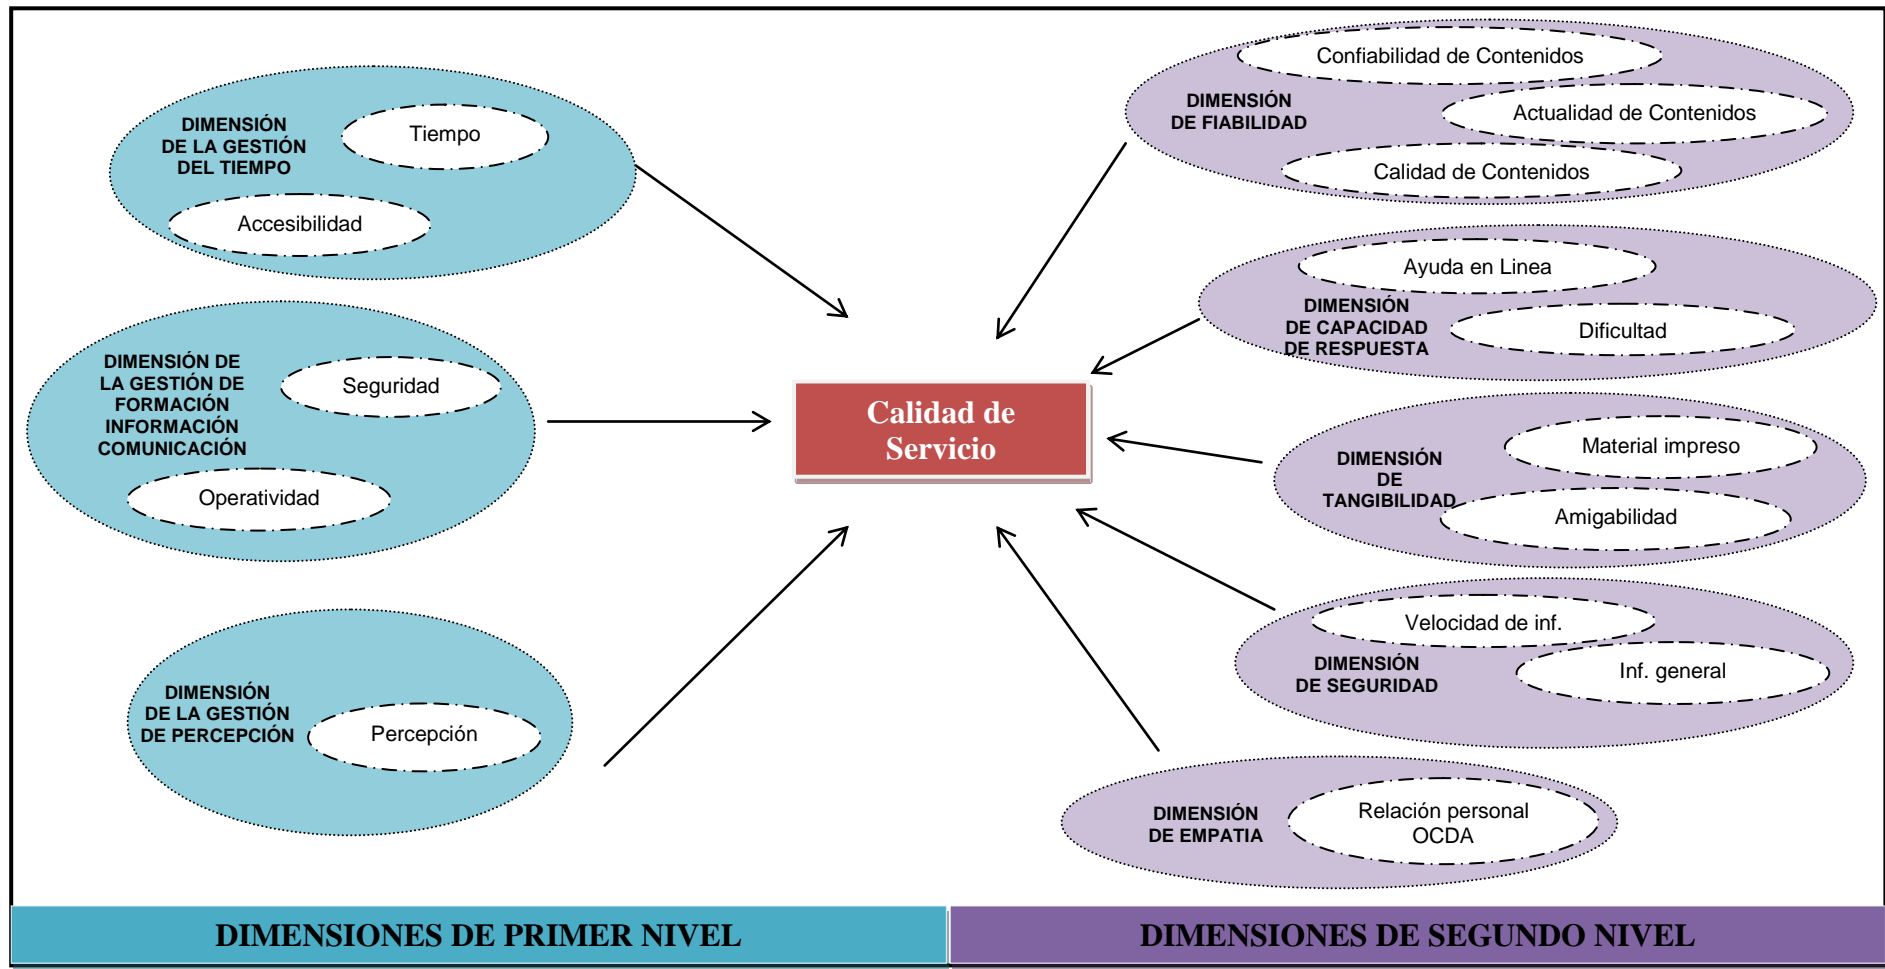 DIMENSIÓN
DE LA GESTIÓN
DEL TIEMPO
Tiempo
Accesibilidad
DIMENSIÓN DE
LA GESTIÓN DE
FORMACIÓN
INFORMACIÓN
COMUNICACIÓN
Seguridad
Operatividad
DIMENSIÓN
DE LA GESTIÓN
DE PERCEPCIÓN
Percepción
Calidad de
Servicio
Confiabilidad de Contenidos
DIMENSIÓN
DE FIABILIDAD
Actualidad de Contenidos
Calidad de Contenidos
Ayuda en Linea
DIMENSIÓN
DE CAPACIDAD
DE RESPUESTA
Dificultad
Material impreso
DIMENSIÓN
DE
TANGIBILIDAD
Amigabilidad
Velocidad de inf.
DIMENSIÓN
DE SEGURIDAD
Inf. general
DIMENSIÓN
DE EMPATIA
Relación personal
OCDA
DIMENSIONES DE PRIMER NIVEL
DIMENSIONES DE SEGUNDO NIVEL